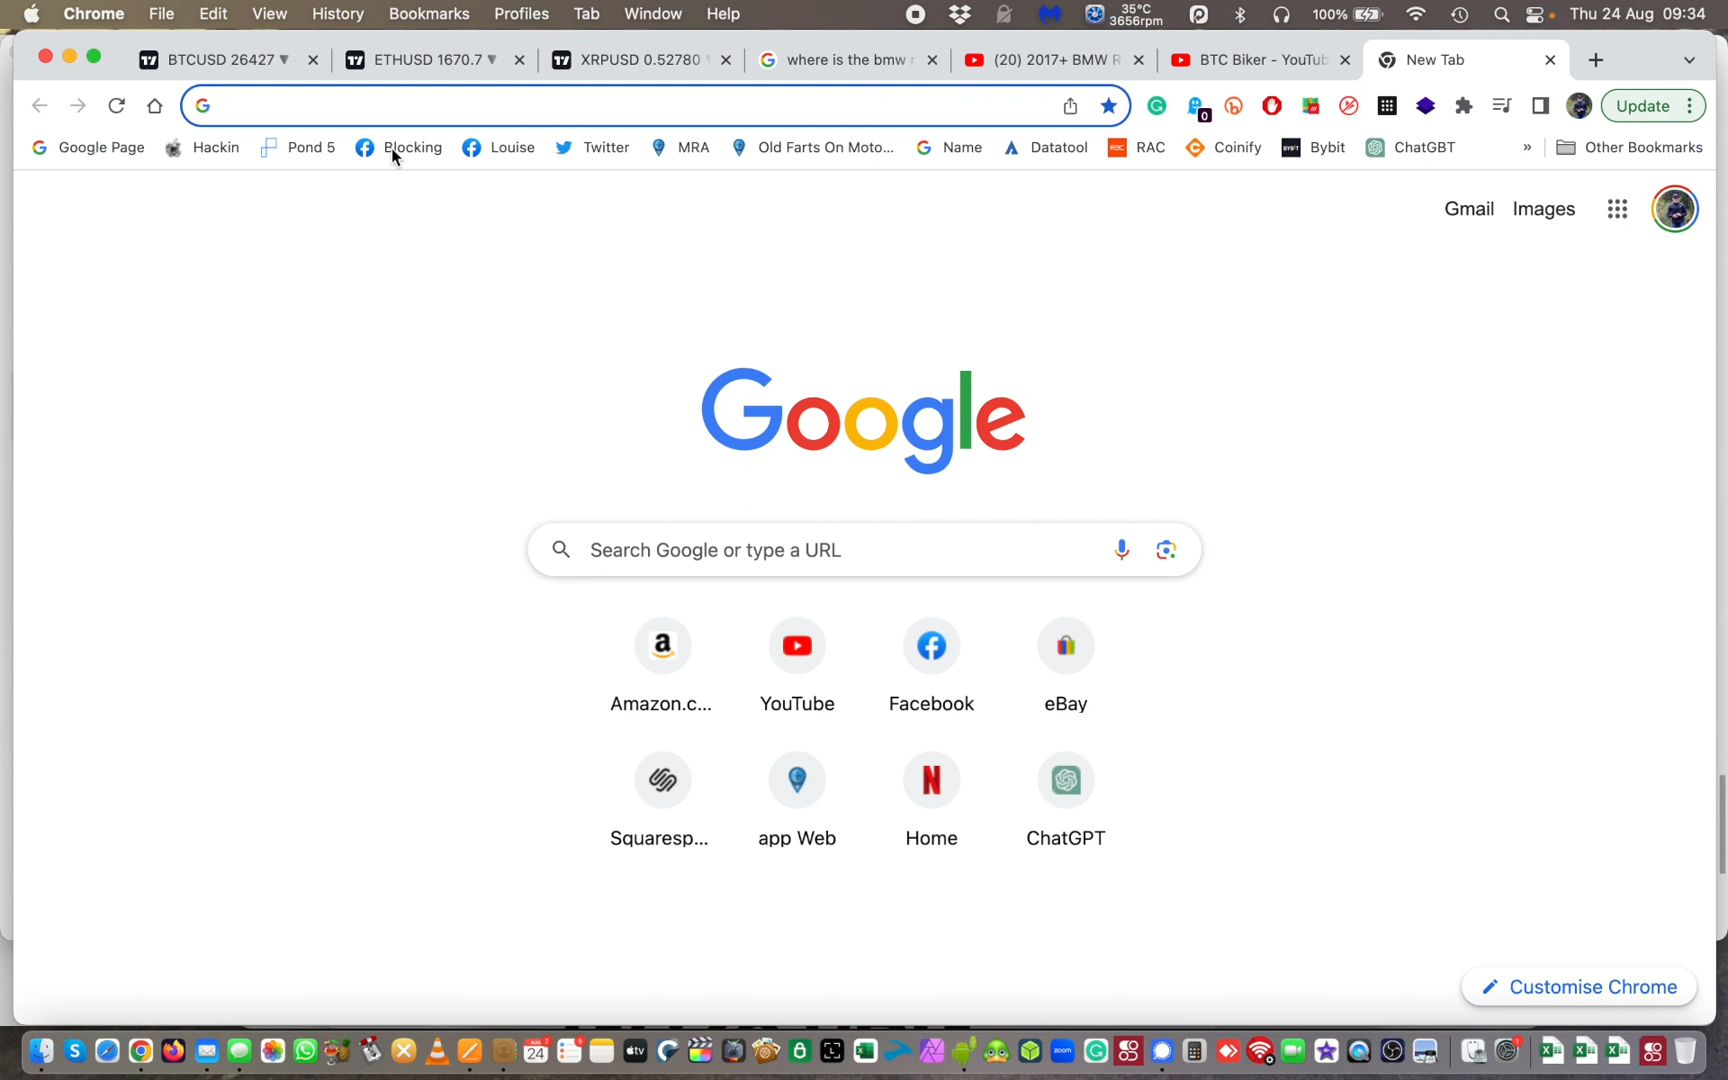 Chrome File Edit View History Bookmarks Profiles Tab Window Help 35°C 3656rpm 100% Thu 24 Aug 09:34
BTCUSD 26427 ▼ ETHUSD 1670.7 ▼ XRPUSD 0.52780 where is the bmw (20) 2017+ BMW R BTC Biker - YouTub New Tab
0 Update
Google Page Hackin Pond 5 Blocking Louise Twitter MRA Old Farts On Moto... Name Datatool RAC Coinify Bybit ChatGBT » Other Bookmarks
Gmail Images
Google
Search Google or type a URL
Amazon.c... YouTube Facebook eBay
Squaresp... app Web Home ChatGPT
Customise Chrome